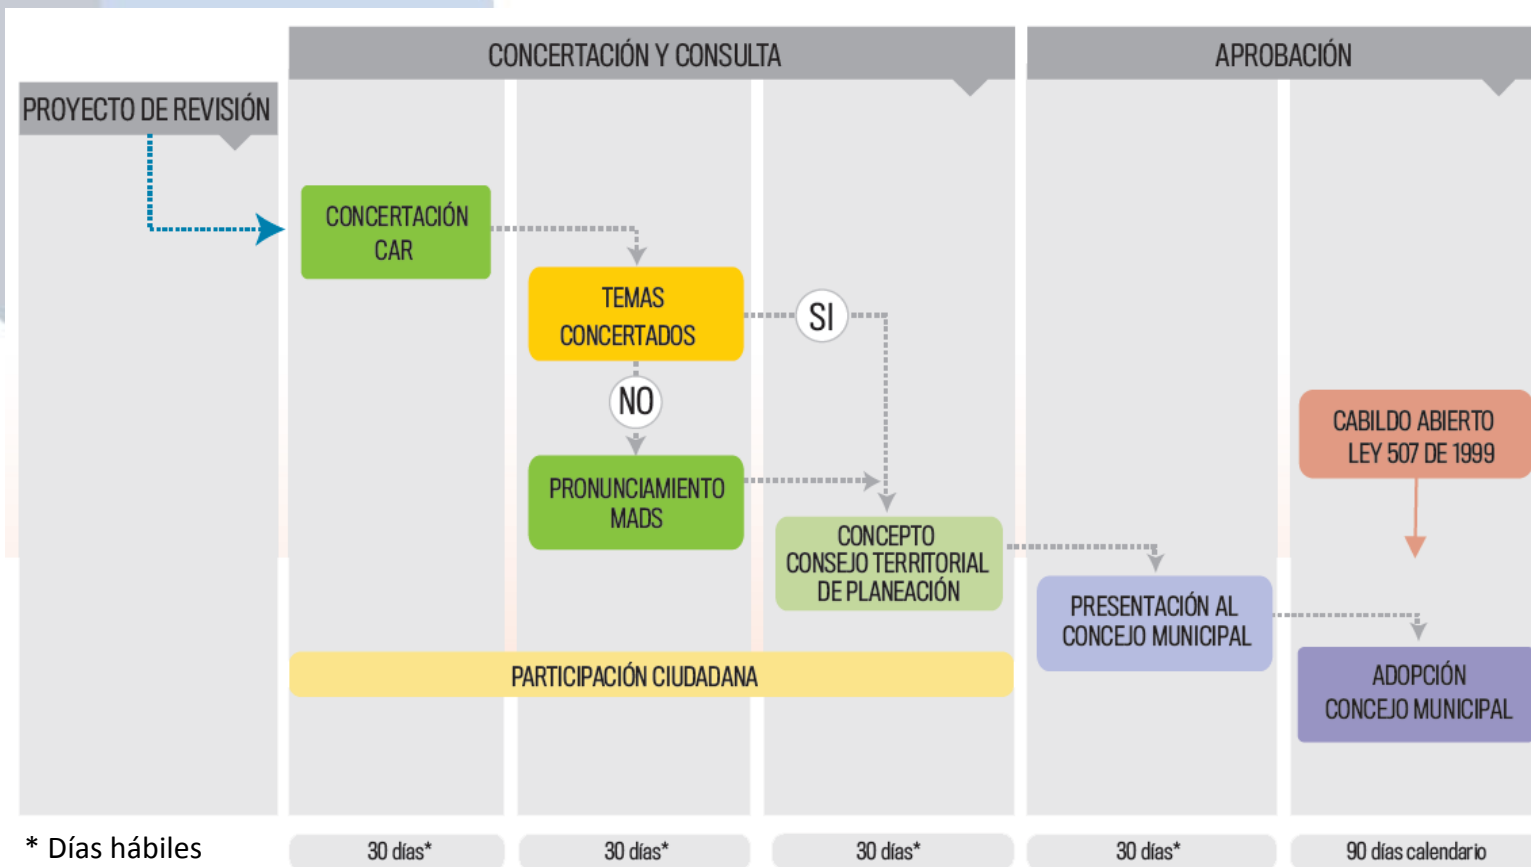 CONCERTACIÓN Y CONSULTA
APROBACIÓN
PROYECTO DE REVISIÓN
CONCERTACIÓN
CAR
TEMAS
CONCERTADOS
SI
NO
PRONUNCIAMIENTO
MADS
CONCEPTO
CONSEJO TERRITORIAL
DE PLANEACIÓN
PRESENTACIÓN AL
CONCEJO MUNICIPAL
CABILDO ABIERTO
LEY 507 DE 1999
ADOPCIÓN
CONCEJO MUNICIPAL
PARTICIPACIÓN CIUDADANA
* Días hábiles
30 días*
30 días*
30 días*
30 días*
90 días calendario